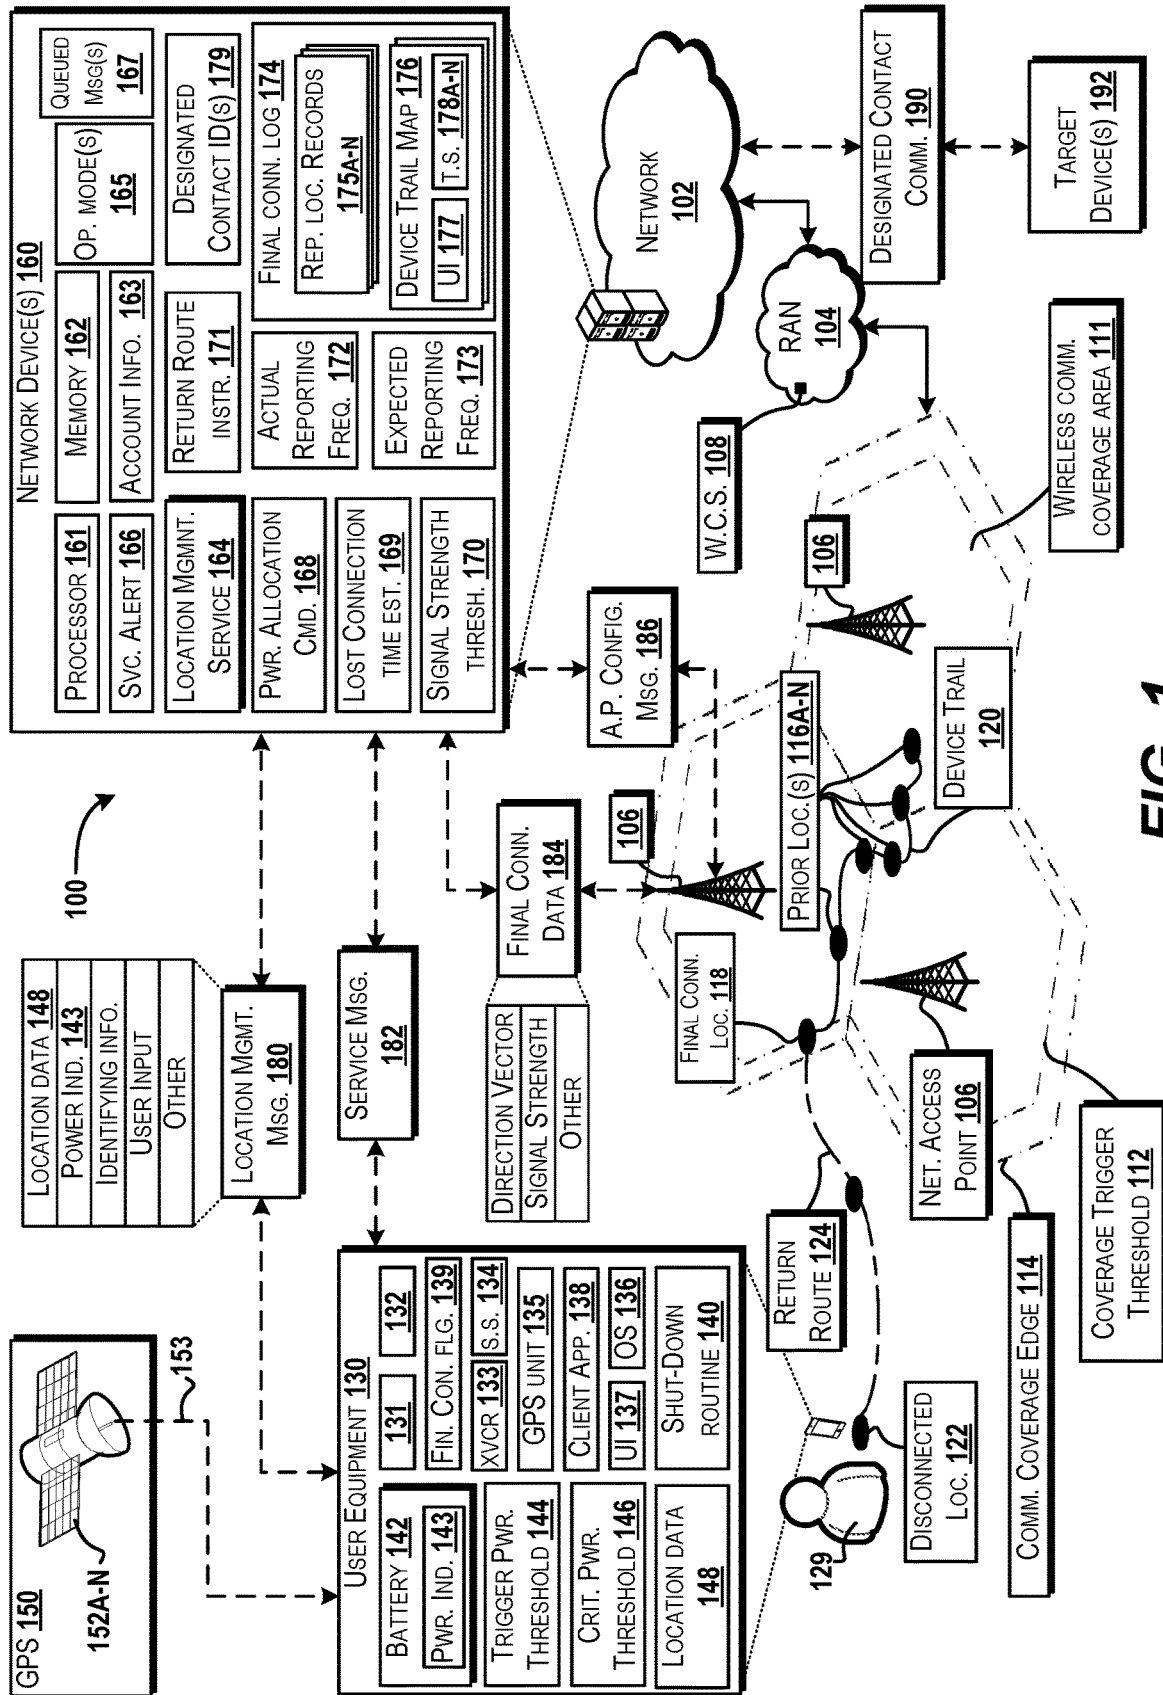 GPS 150
152A-N
153
LOCATION DATA 148
POWER IND. 143
IDENTIFYING INFO.
USER INPUT
OTHER
LOCATION MGMT.
MSG. 180
100
NETWORK DEVICE(S) 160
PROCESSOR 161
MEMORY 162
OP. MODE(S)
165
QUEUED
MSG(S)
167
SVC. ALERT 166
ACCOUNT INFO. 163
LOCATION MGMNT.
SERVICE 164
RETURN ROUTE
INSTR. 171
DESIGNATED
CONTACT ID(S) 179
PWR. ALLOCATION
CMD. 168
ACTUAL
REPORTING
FREQ. 172
FINAL CONN. LOG 174
REP. LOC. RECORDS
175A-N
LOST CONNECTION
TIME EST. 169
EXPECTED
REPORTING
FREQ. 173
DEVICE TRAIL MAP 176
UI 177
T.S. 178A-N
SIGNAL STRENGTH
THRESH. 170
USER EQUIPMENT 130
BATTERY 142
PWR. IND. 143
131
132
FIN. CON. FLG. 139
TRIGGER PWR.
THRESHOLD 144
XVCR 133
S.S. 134
GPS UNIT 135
CRIT. PWR.
THRESHOLD 146
CLIENT APP. 138
UI 137
OS 136
LOCATION DATA
148
SHUT-DOWN
ROUTINE 140
SERVICE MSG.
182
DIRECTION VECTOR
SIGNAL STRENGTH
OTHER
FINAL CONN.
DATA 184
A.P. CONFIG.
MSG. 186
NETWORK
102
W.C.S. 108
RAN
104
DESIGNATED CONTACT
COMM. 190
TARGET
DEVICE(S) 192
106
106
FINAL CONN.
LOC. 118
PRIOR LOC.(S) 116A-N
RETURN
ROUTE 124
129
DISCONNECTED
LOC. 122
NET. ACCESS
POINT 106
DEVICE TRAIL
120
WIRELESS COMM.
COVERAGE AREA 111
COMM. COVERAGE EDGE 114
COVERAGE TRIGGER
THRESHOLD 112
FIG. 1